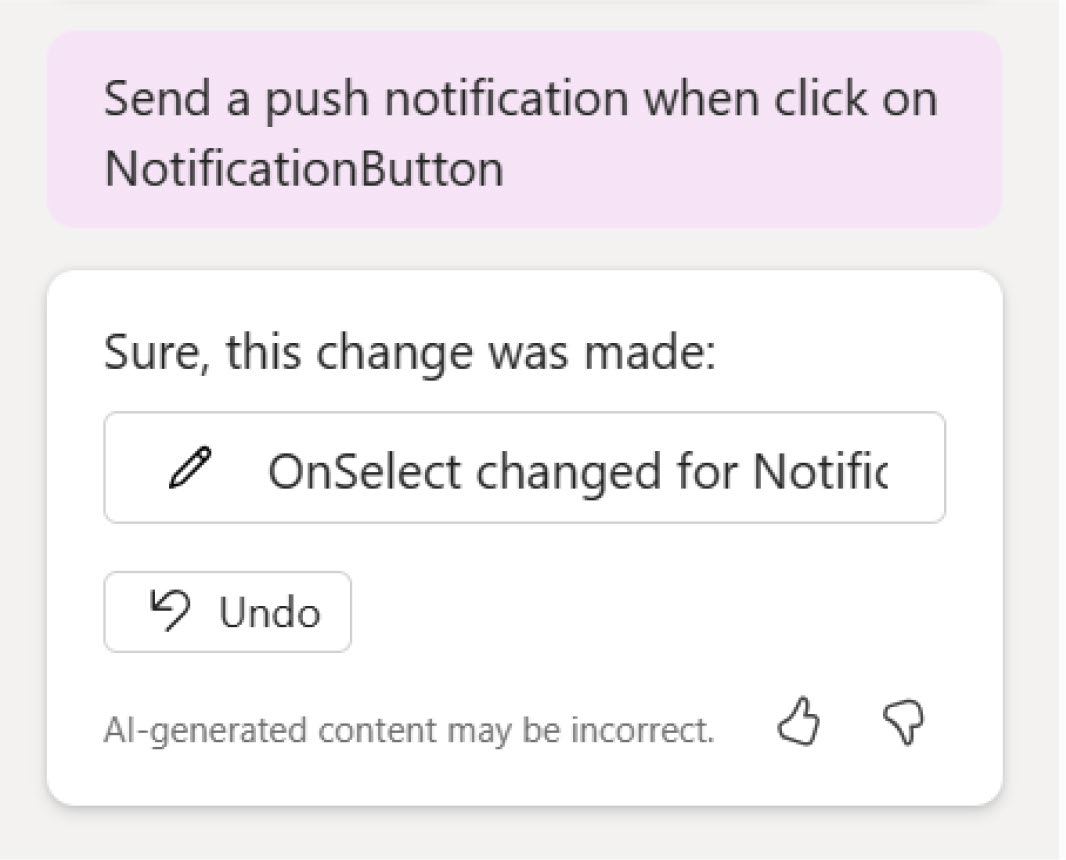 Send a push notification when click on
NotificationButton
Sure, this change was made:
OnSelect changed for Notific
Undo
AI-generated content may be incorrect.